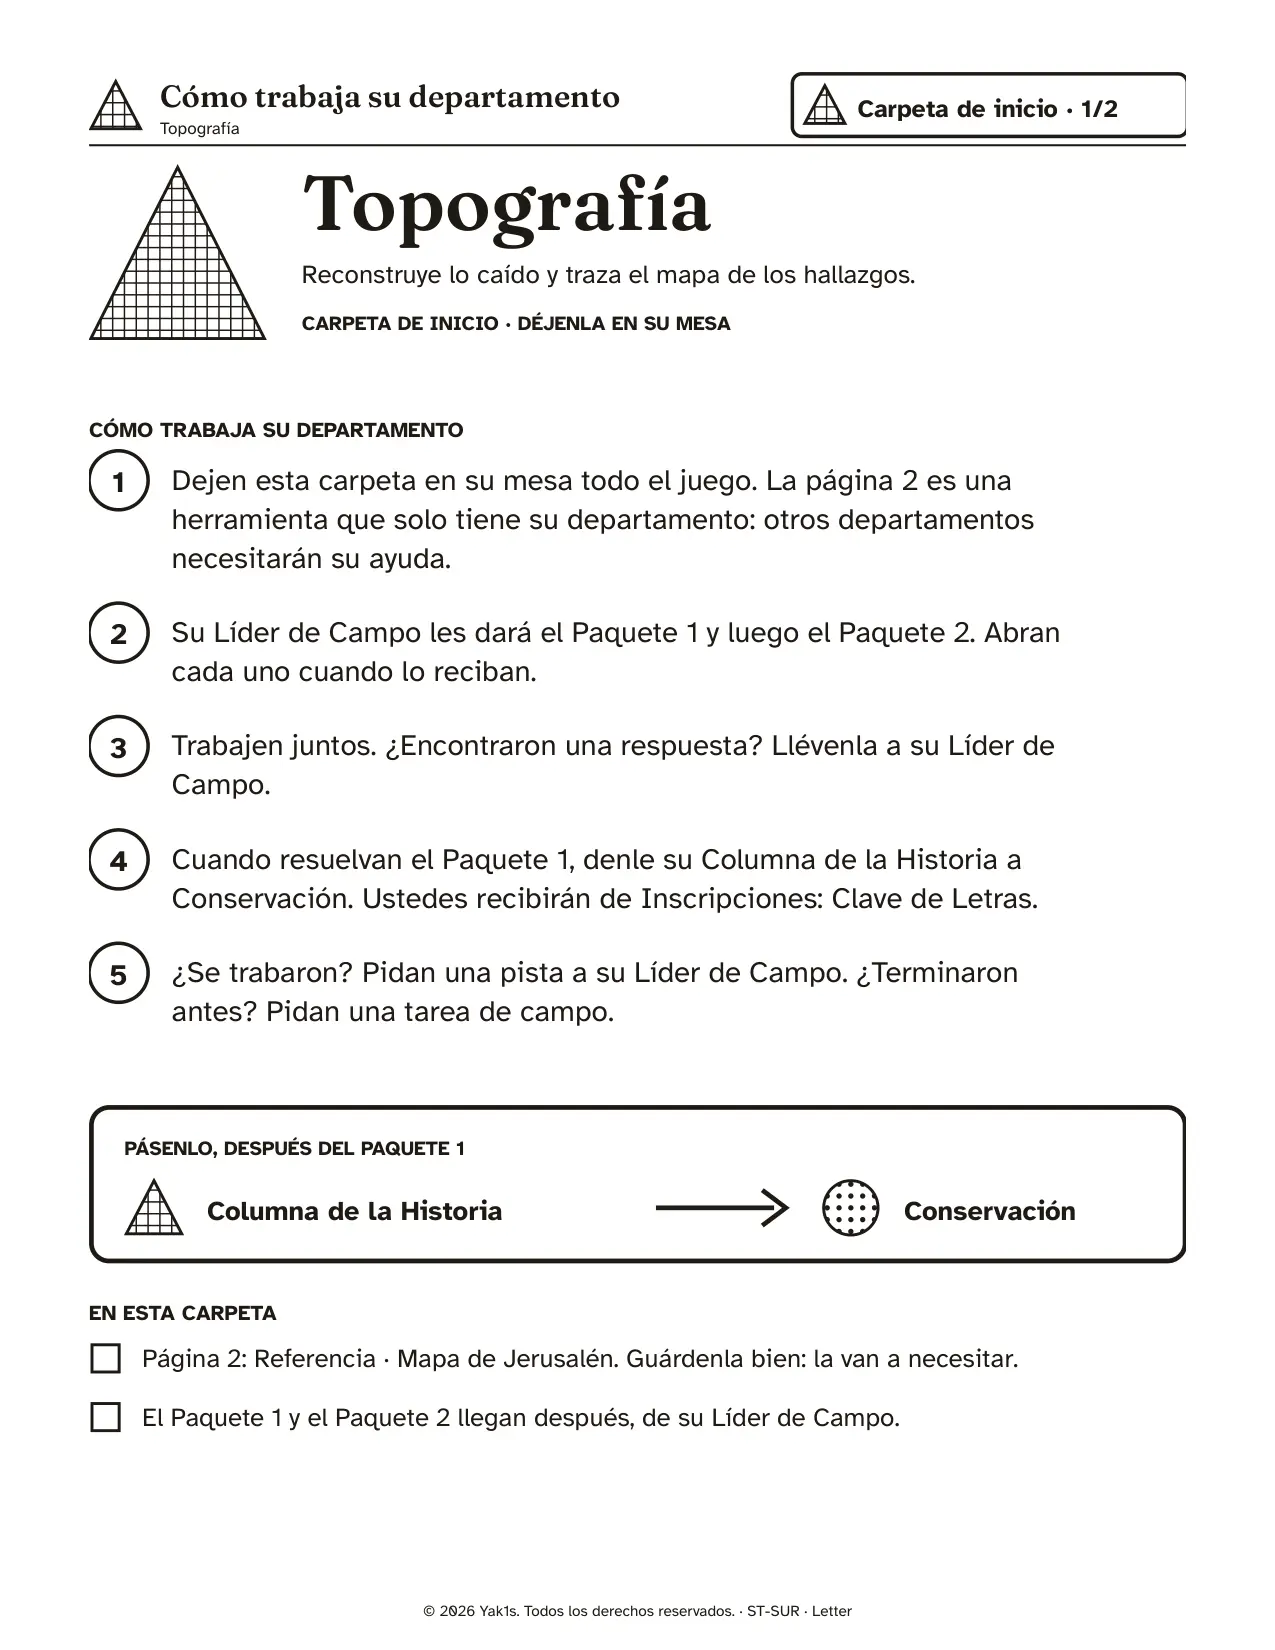 Cómo trabaja su departamento
Topografía
Carpeta de inicio · 1/2
Topografía
Reconstruye lo caído y traza el mapa de los hallazgos.
CARPETA DE INICIO · DÉJENLA EN SU MESA
CÓMO TRABAJA SU DEPARTAMENTO
1 Dejen esta carpeta en su mesa todo el juego. La página 2 es una
herramienta que solo tiene su departamento: otros departamentos
necesitarán su ayuda.
2 Su Líder de Campo les dará el Paquete 1 y luego el Paquete 2. Abran
cada uno cuando lo reciban.
3 Trabajen juntos. ¿Encontraron una respuesta? Llévenla a su Líder de
Campo.
4 Cuando resuelvan el Paquete 1, denle su Columna de la Historia a
Conservación. Ustedes recibirán de Inscripciones: Clave de Letras.
5 ¿Se trabaron? Pidan una pista a su Líder de Campo. ¿Terminaron
antes? Pidan una tarea de campo.
PÁSENLO, DESPUÉS DEL PAQUETE 1
Columna de la Historia Conservación
EN ESTA CARPETA
Página 2: Referencia · Mapa de Jerusalén. Guárdenla bien: la van a necesitar.
El Paquete 1 y el Paquete 2 llegan después, de su Líder de Campo.
© 2026 Yak1s. Todos los derechos reservados. · ST-SUR · Letter